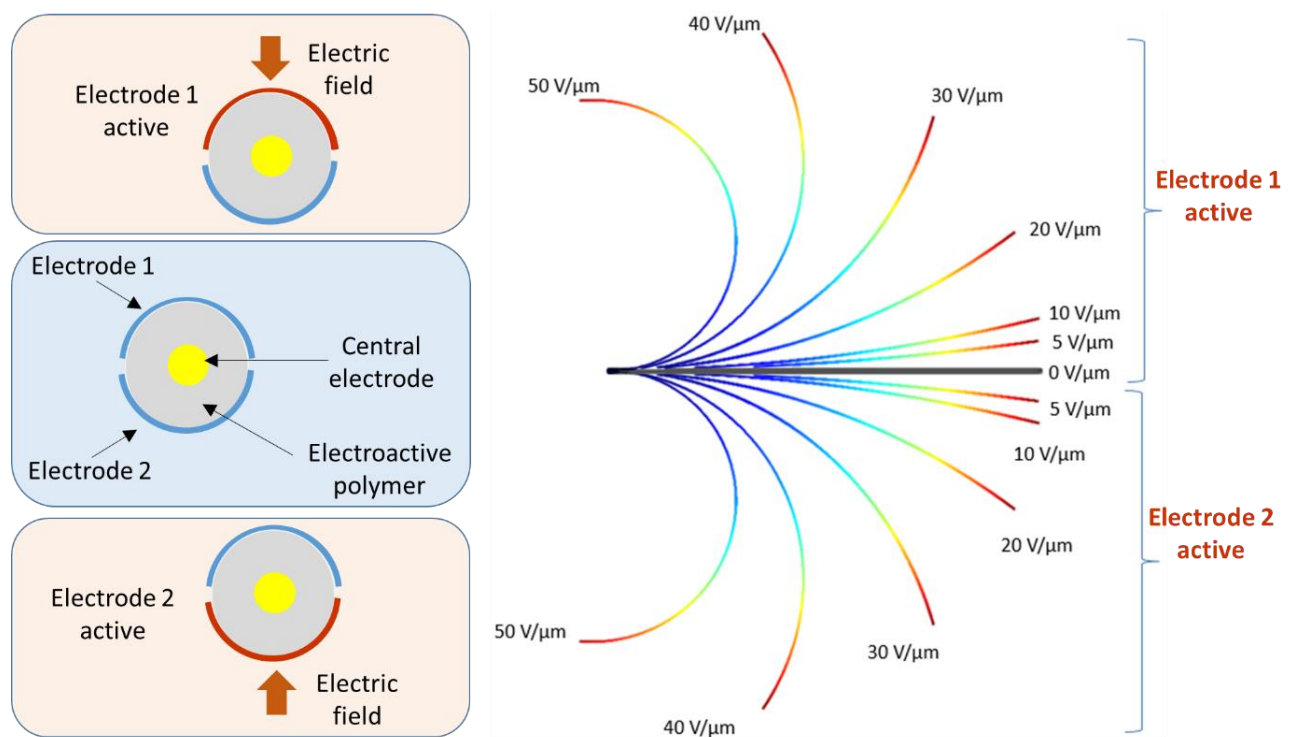 Electric
field
Electrode 1
active
Electrode 1
Central
electrode
Electrode 2
Electroactive
polymer
Electrode 2
active
Electric
field
40 V/µm
50 V/µm
30 V/µm
20 V/µm
10 V/µm
5 V/µm
0 V/µm
5 V/µm
10 V/µm
20 V/µm
50 V/µm
30 V/µm
40 V/µm
Electrode 1
active
Electrode 2
active